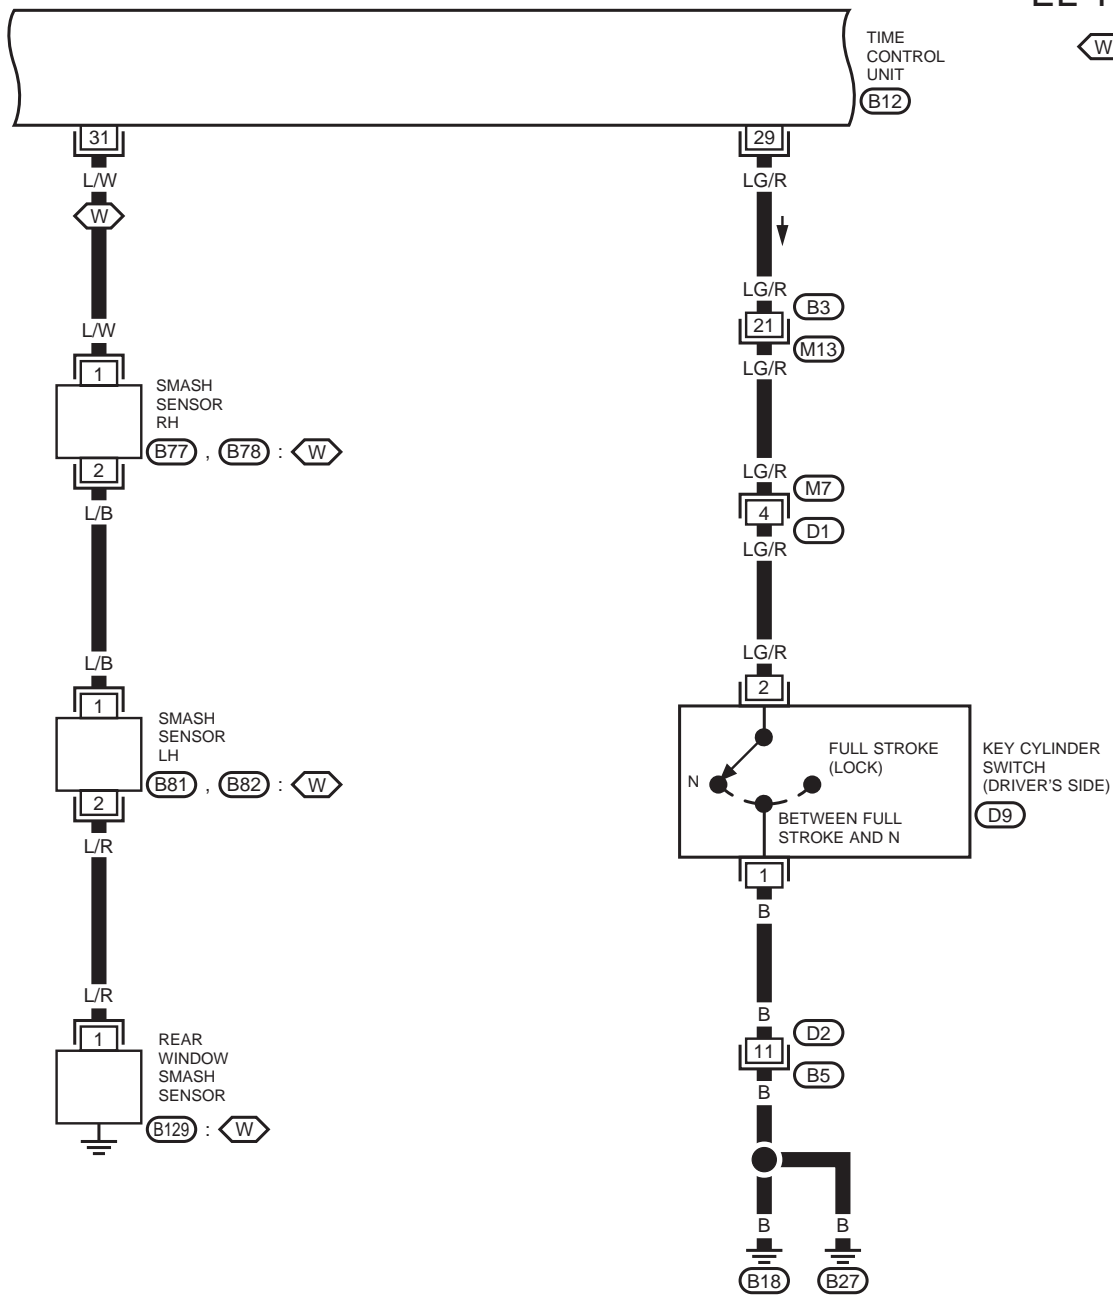 TIME
CONTROL
UNIT
B12
31
29
L/W
LG/R
W
L/W
LG/R
B3
21
M13
LG/R
1
SMASH
SENSOR
RH
B77 , B78 : W
2
L/B
LG/R
M7
4
D1
LG/R
L/B
LG/R
1
2
SMASH
SENSOR
LH
B81 , B82 : W
2
L/R
N
FULL STROKE
(LOCK)
BETWEEN FULL
STROKE AND N
KEY CYLINDER
SWITCH
(DRIVER'S SIDE)
D9
1
B
L/R
B
1
REAR
WINDOW
SMASH
SENSOR
B129 : W
D2
11
B5
B
B
B
B18
B27
W